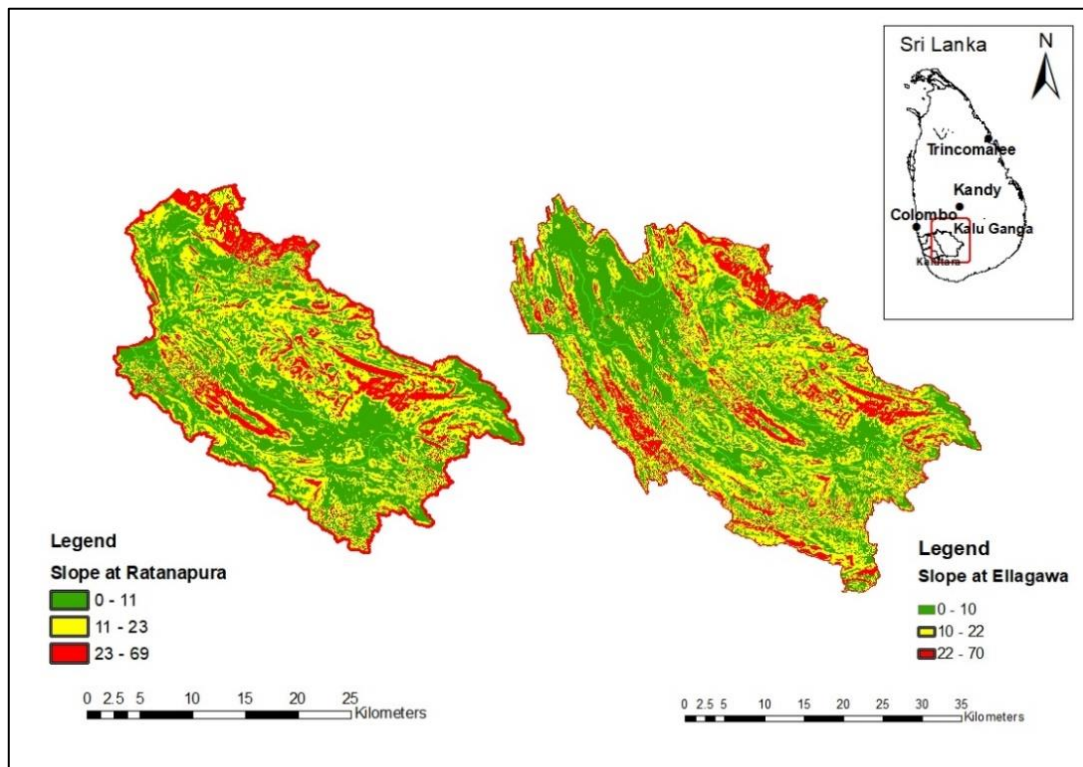 Sri Lanka
N
Trincomaree
Kandy
Colombo
Kalu Ganga
Kalutara
Legend
Slope at Ratanapura
0 - 11
11 - 23
23 - 69
0 2.5 5 10 15 20 25
Kilometers
Legend
Slope at Ellagawa
0 - 10
10 - 22
22 - 70
0 2.5 5 10 15 20 25 30 35
Kilometers